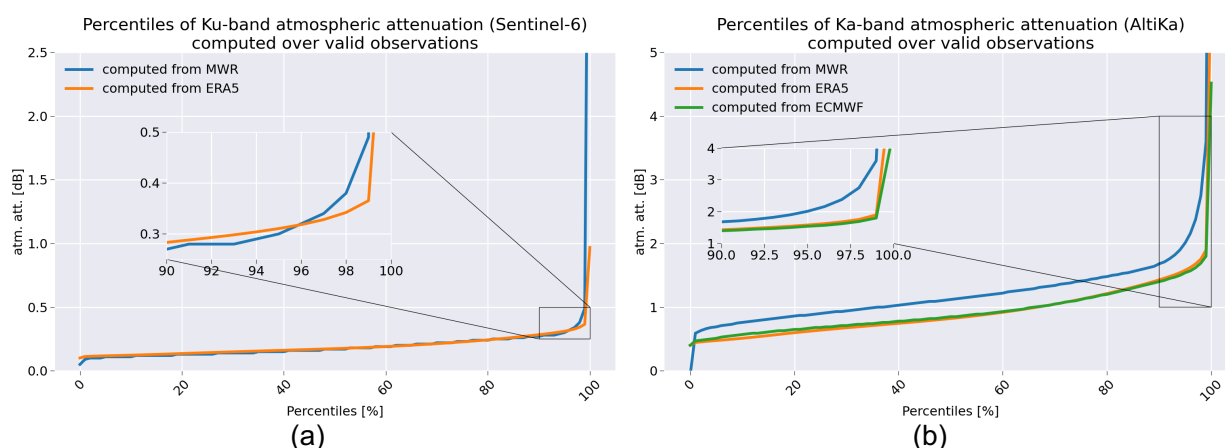 Percentiles of Ku-band atmospheric attenuation (Sentinel-6)
computed over valid observations
2.5
2.0
1.5
1.0
0.5
0.0
atm. att. [dB]
computed from MWR
computed from ERA5
0.5
0.4
0.3
90
92
94
96
98
100
0
20
40
60
80
100
Percentiles [%]
(a)
Percentiles of Ka-band atmospheric attenuation (AltiKa)
computed over valid observations
5
4
3
2
1
0
atm. att. [dB]
computed from MWR
computed from ERA5
computed from ECMWF
4
3
2
1
90.0
92.5
95.0
97.5
100.0
0
20
40
60
80
100
Percentiles [%]
(b)